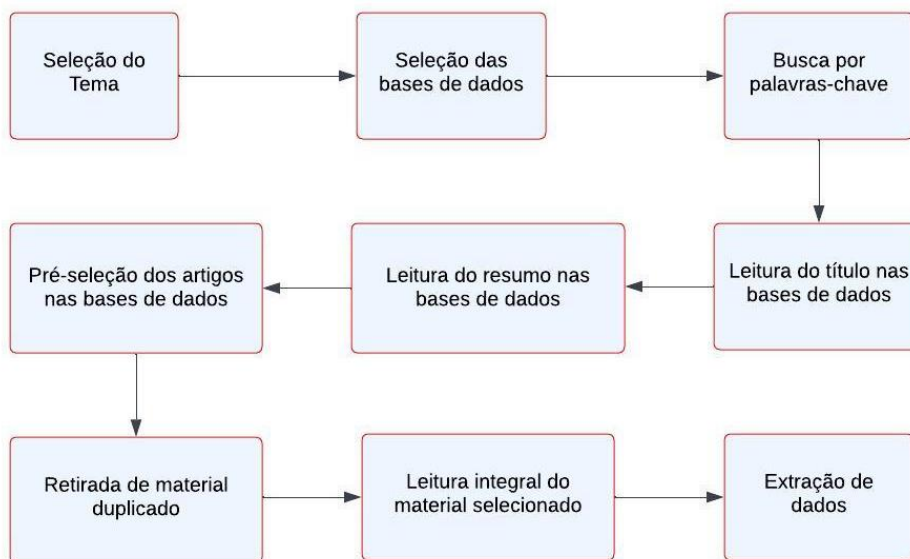 Seleção do
Tema
Seleção das
bases de dados
Busca por
palavras-chave
Leitura do título nas
bases de dados
Leitura do resumo nas
bases de dados
Pré-seleção dos artigos
nas bases de dados
Retirada de material
duplicado
Leitura integral do
material selecionado
Extração de
dados